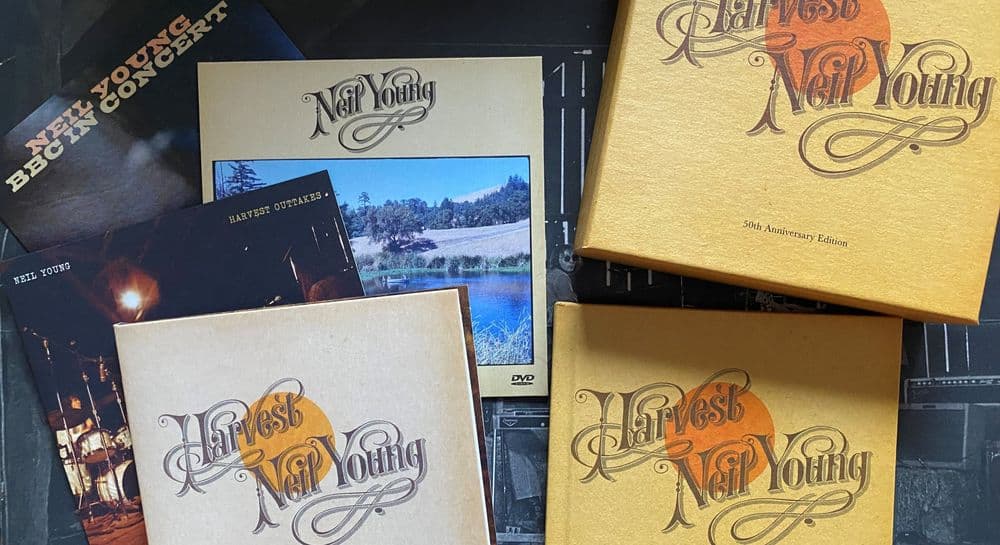 NEIL YOUNG
BBC IN CONCERT
Neil Young
DVD
HARVEST OUTTAKES
NEIL YOUNG
Harvest
Neil Young
50th Anniversary Edition
Harvest
Neil Young
Harvest
Neil Young